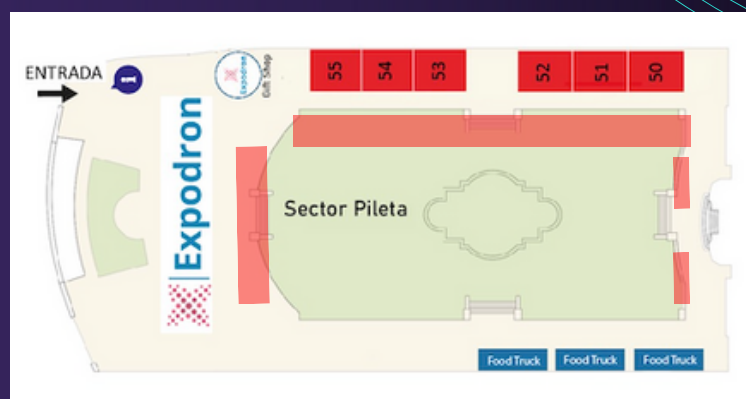 ENTRADA
i
Expodron
Gift Shop
55
54
53
52
51
50
Expodron
Sector Pileta
Food Truck
Food Truck
Food Truck